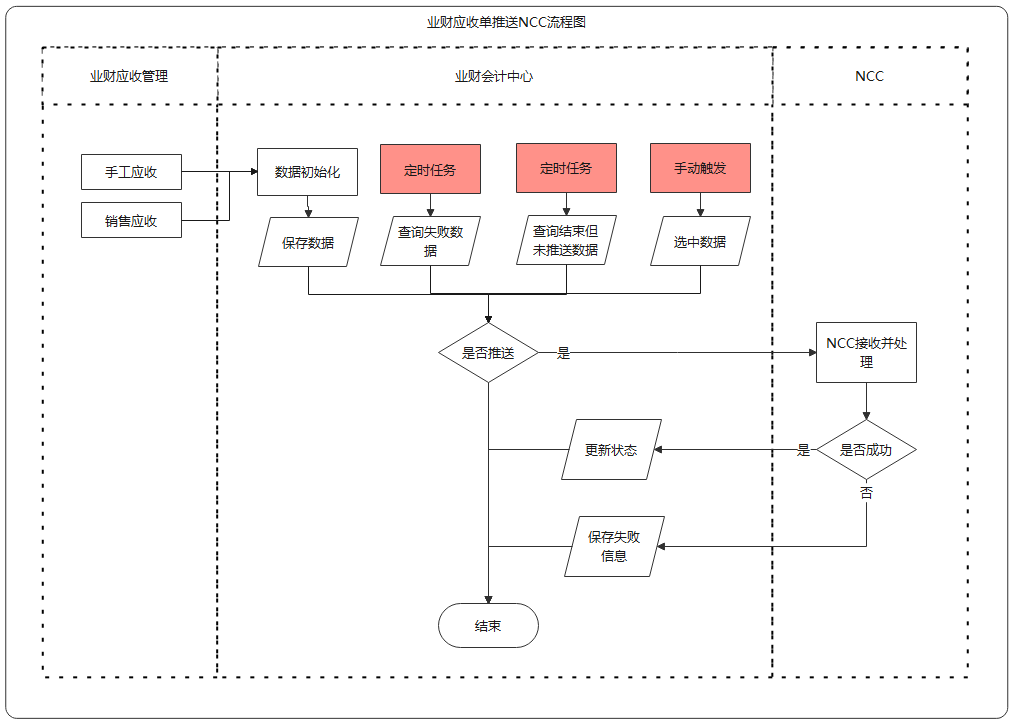 业财应收单推送NCC流程图
业财应收管理
业财会计中心
NCC
手工应收
销售应收
数据初始化
定时任务
定时任务
手动触发
保存数据
查询失败数
据
查询结束但
未推送数据
选中数据
是否推送
是
NCC接收并处
理
更新状态
是
是否成功
否
保存失败
信息
结束